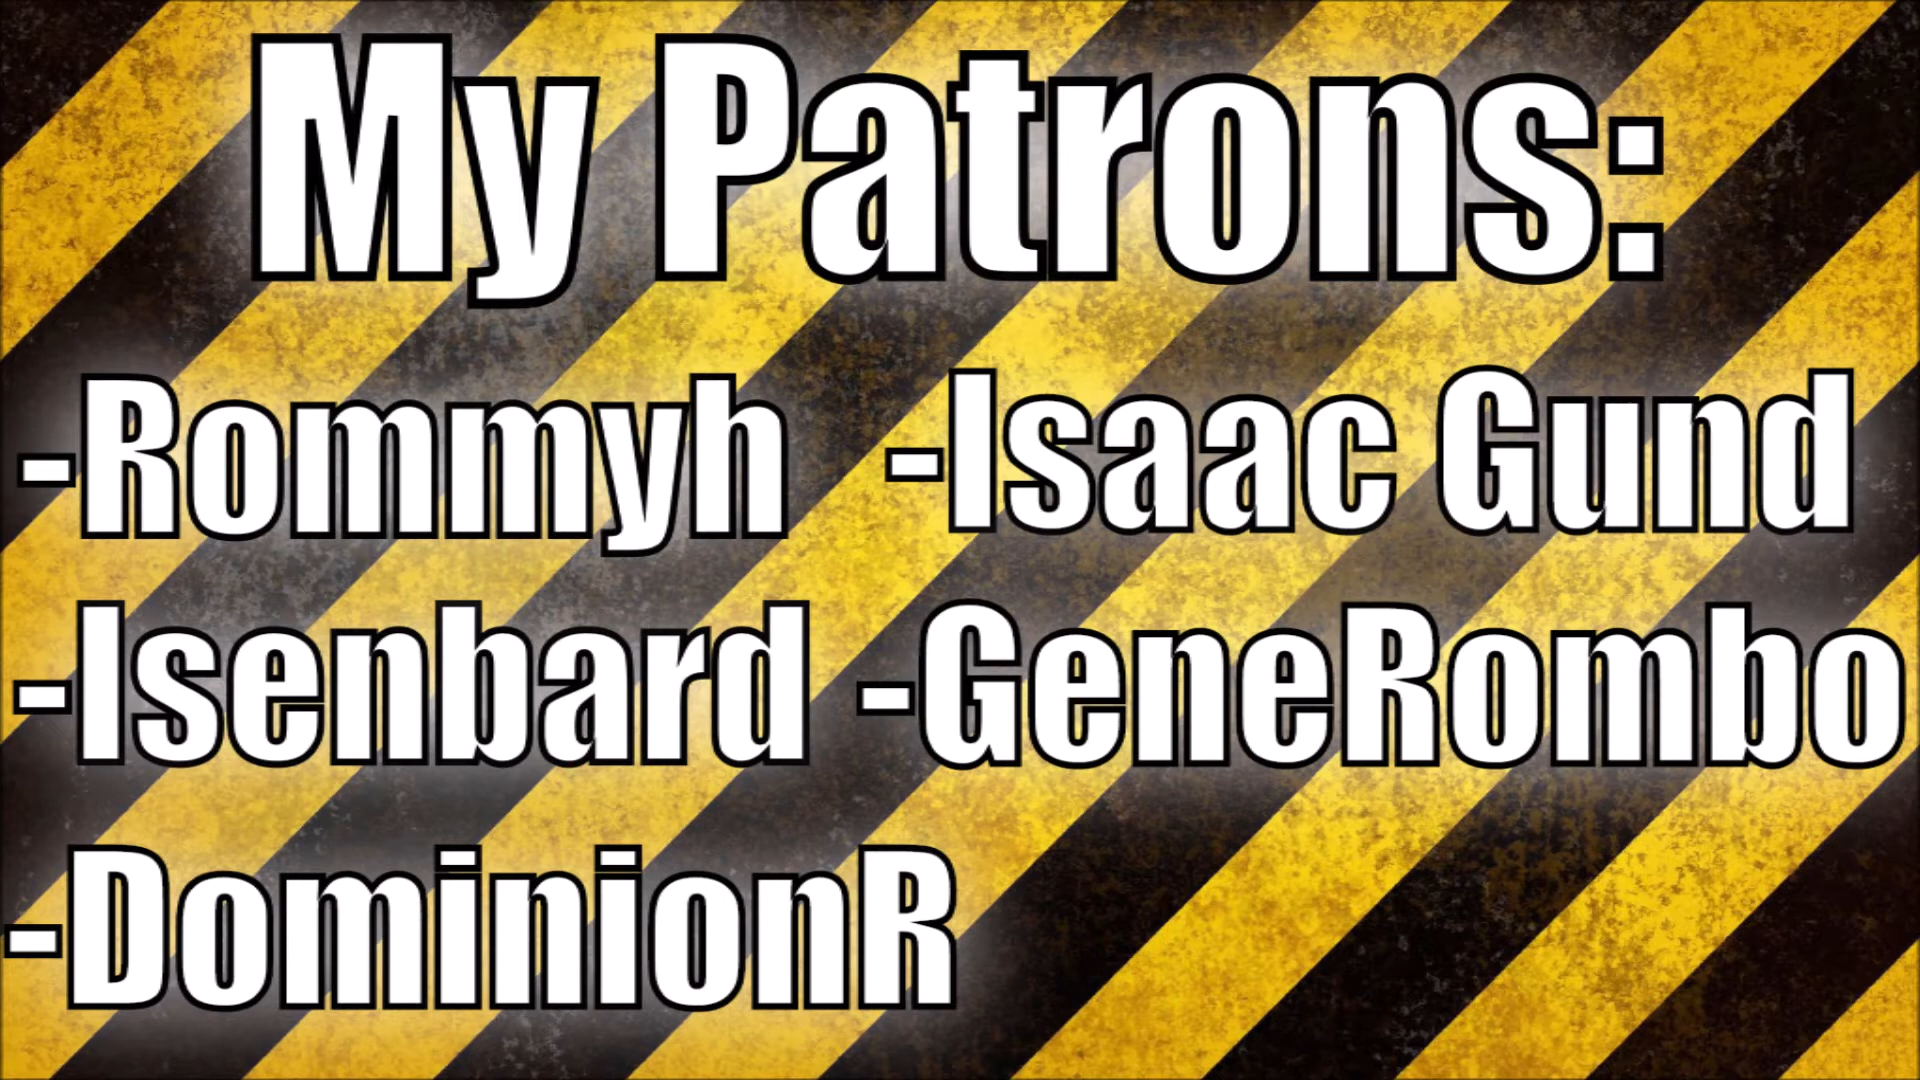 My Patrons:
-Rommyh
-Isaac Gund
-Isenbard
-GeneRombo
-DominionR